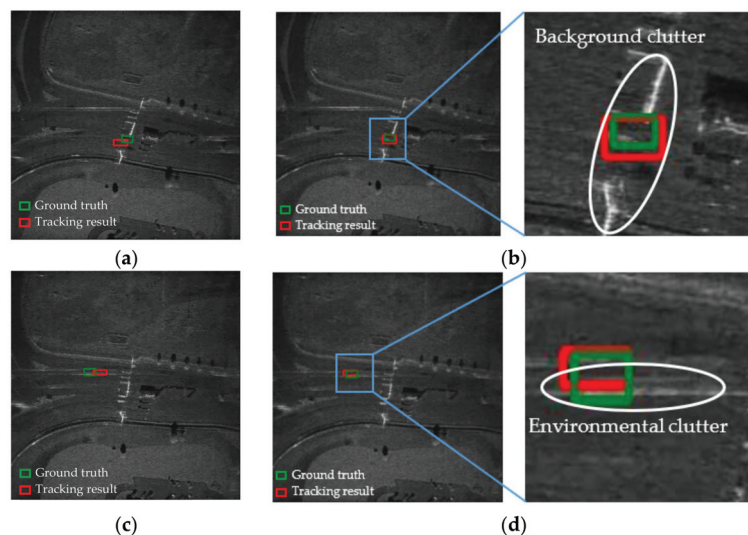 Background clutter
Ground truth
Tracking result
Ground truth
Tracking result
(a)
(b)
Ground truth
Tracking result
Ground truth
Tracking result
Environmental clutter
(c)
(d)